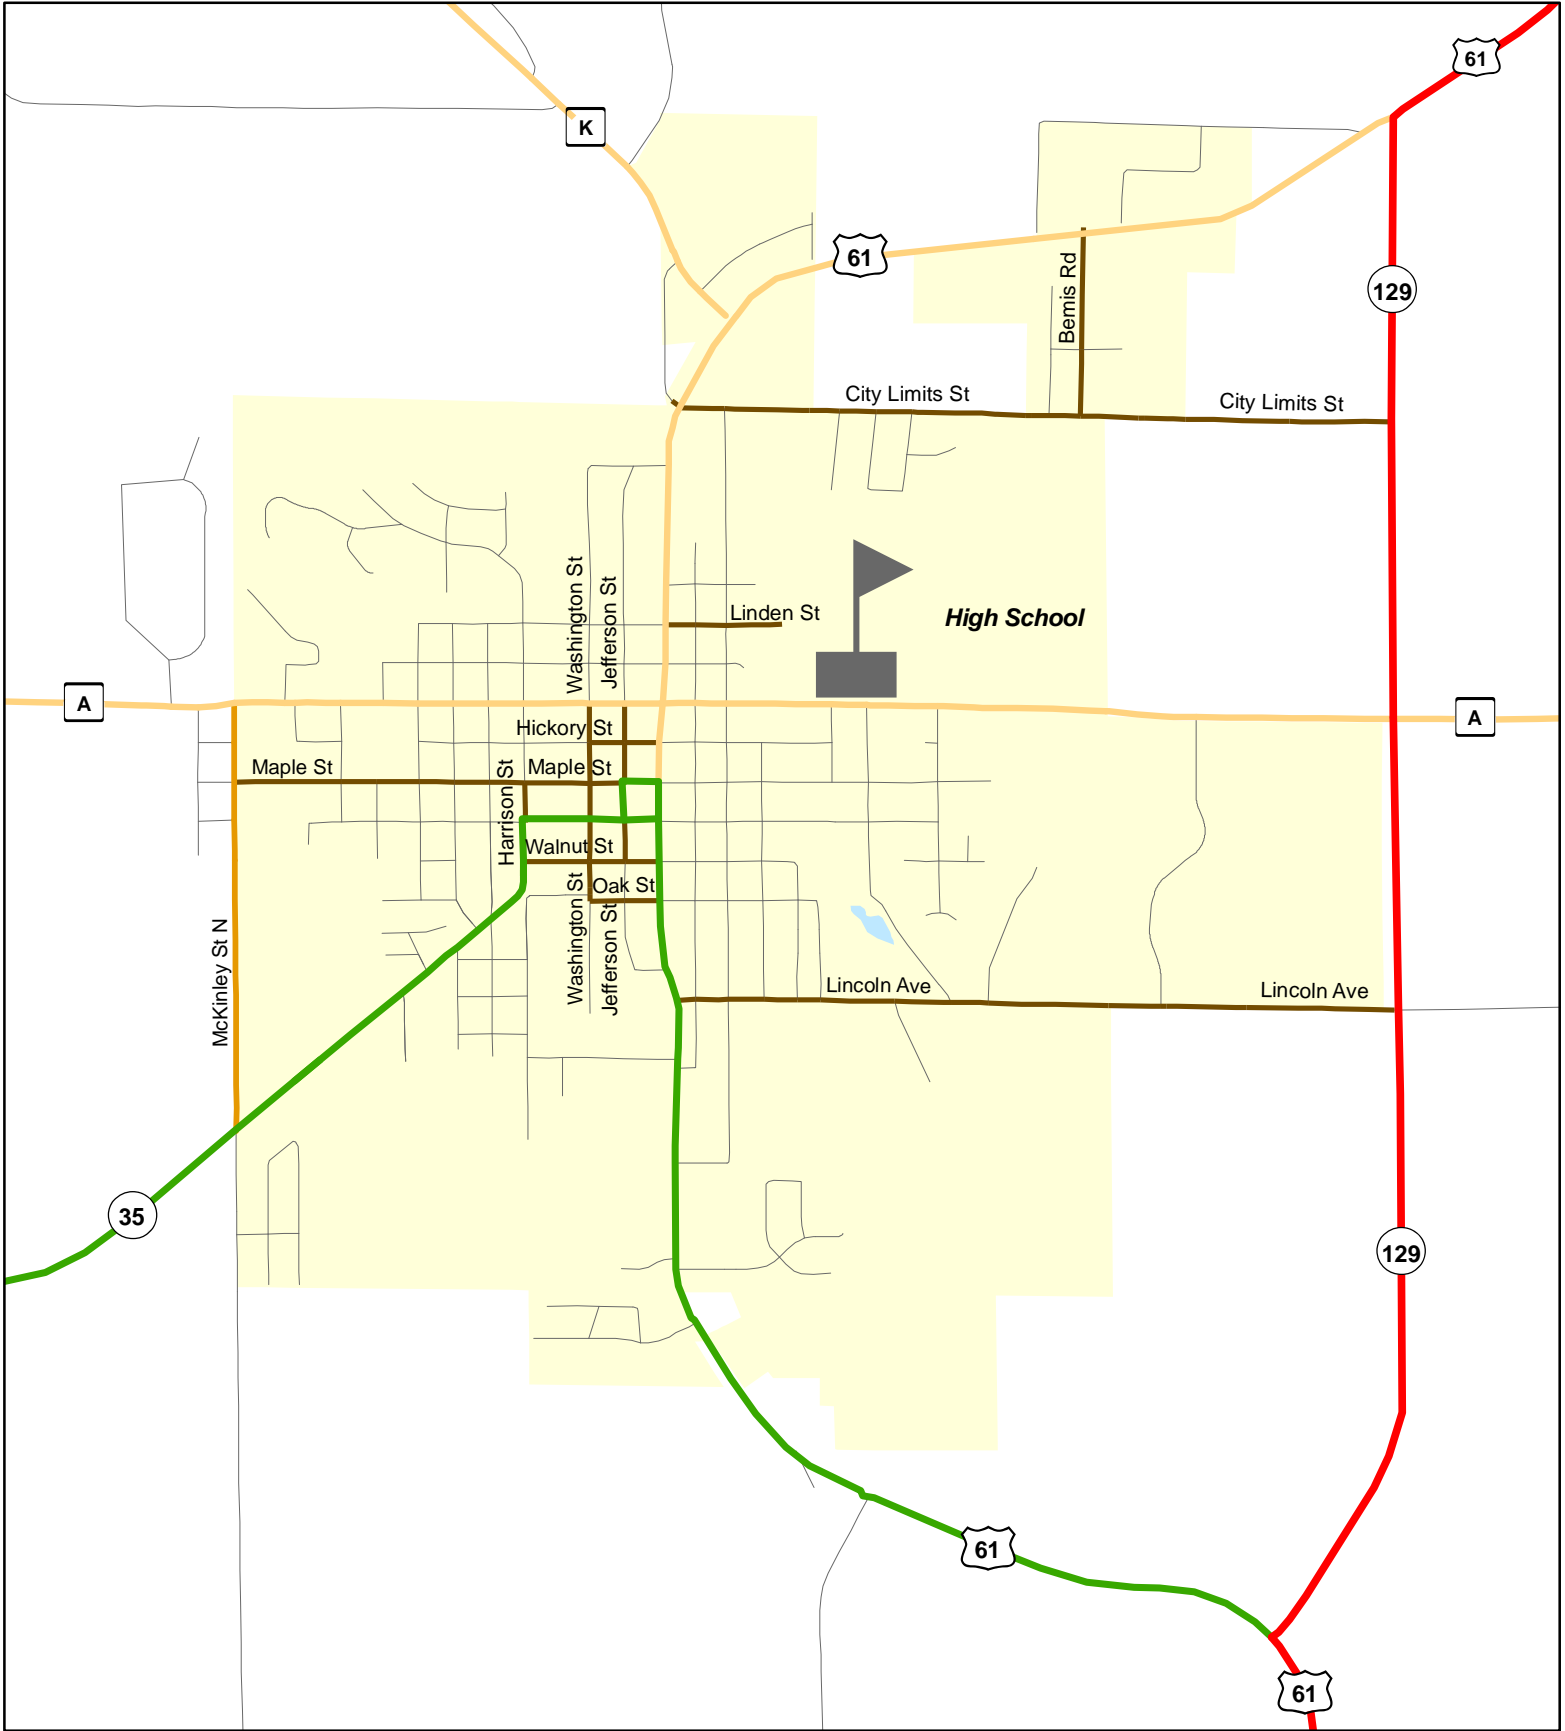 61
K
61
Bemis Rd
129
City Limits St
City Limits St
Washington St
Jefferson St
Linden St
High School
A
A
Hickory St
Maple St
Maple St
Harrison St
Walnut St
Oak St
Washington St
Jefferson St
McKinley St N
Lincoln Ave
Lincoln Ave
35
129
61
61